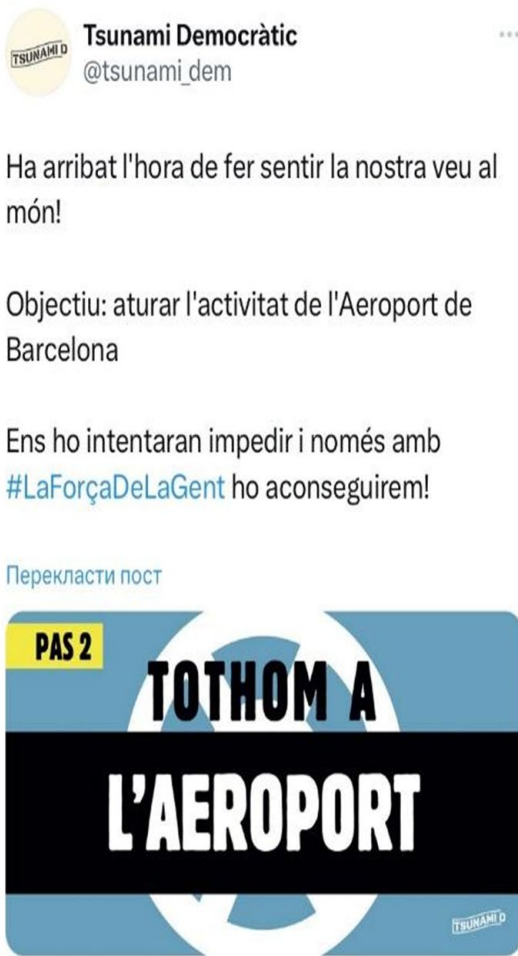 TSUNAMI D
Tsunami Democràtic
@tsunami_dem
Ha arribat l'hora de fer sentir la nostra veu al
món!
Objectiu: aturar l'activitat de l'Aeroport de
Barcelona
Ens ho intentaran impedir i només amb
#LaForçaDeLaGent ho aconseguirem!
Перекласти пост
PAS 2
TOTHOM A
L'AEROPORT
TSUNAMI D